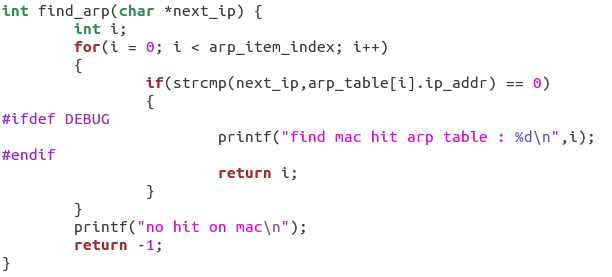 int find_arp(char *next_ip) {
        int i;
        for(i = 0; i < arp_item_index; i++)
        {
                if(strcmp(next_ip,arp_table[i].ip_addr) == 0)
                {
#ifdef DEBUG
                        printf("find mac hit arp table : %d\n",i);
#endif
                        return i;
                }
        }
        printf("no hit on mac\n");
        return -1;
}